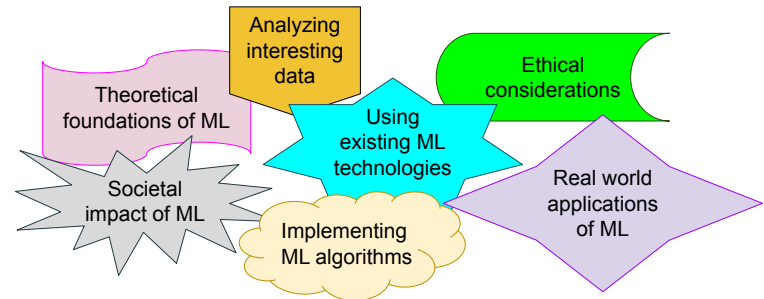 Analyzing
interesting
data
Ethical
considerations
Theoretical
foundations of ML
Using
existing ML
technologies
Societal
impact of ML
Real world
applications
of ML
Implementing
ML algorithms